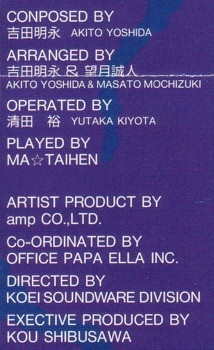 CONPOSED BY
吉田明永 AKITO YOSHIDA
ARRANGED BY
吉田明永 & 望月誠人
AKITO YOSHIDA & MASATO MOCHIZUKI
OPERATED BY
清田 裕 YUTAKA KIYOTA
PLAYED BY
MA☆TAIHEN
ARTIST PRODUCT BY
amp CO.,LTD.
Co-ORDINATED BY
OFFICE PAPA ELLA INC.
DIRECTED BY
KOEI SOUNDWARE DIVISION
EXECTIVE PRODUCED BY
KOU SHIBUSAWA